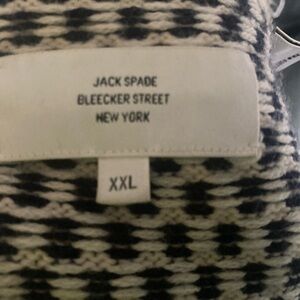 JACK SPADE
BLEECKER STREET
NEW YORK
XXL